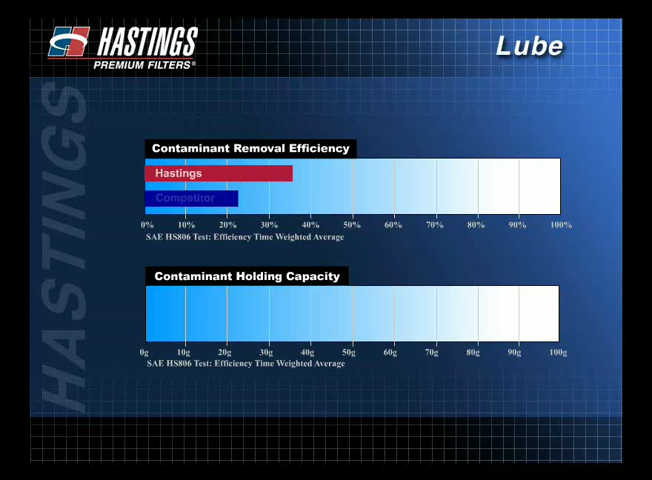 HASTINGS
PREMIUM FILTERS®
Lube
HASTINGS
Contaminant Removal Efficiency
Hastings
Competitor
0% 10% 20% 30% 40% 50% 60% 70% 80% 90% 100%
SAE HS806 Test: Efficiency Time Weighted Average
Contaminant Holding Capacity
0g 10g 20g 30g 40g 50g 60g 70g 80g 90g 100g
SAE HS806 Test: Efficiency Time Weighted Average